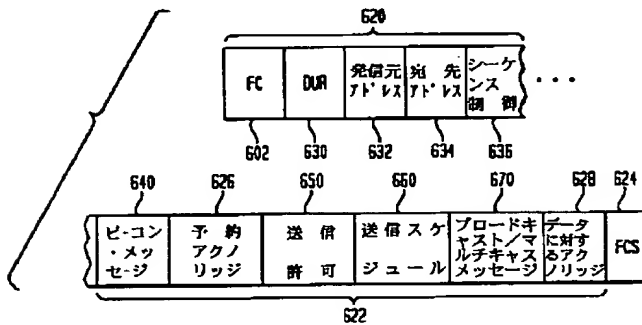 620
FC
DUR
発信元
アドレス
宛先
アドレス
シーケ
ンス
制御
...
602
630
632
634
636
640
626
650
660
670
628
624
ビーコン
・メッ
セージ
予約
アクノ
リッジ
送信
許可
送信スケ
ジュール
ブロードキ
ャスト/マ
ルチキャス
メッセージ
データ
に対す
るアク
ノリッジ
FCS
622